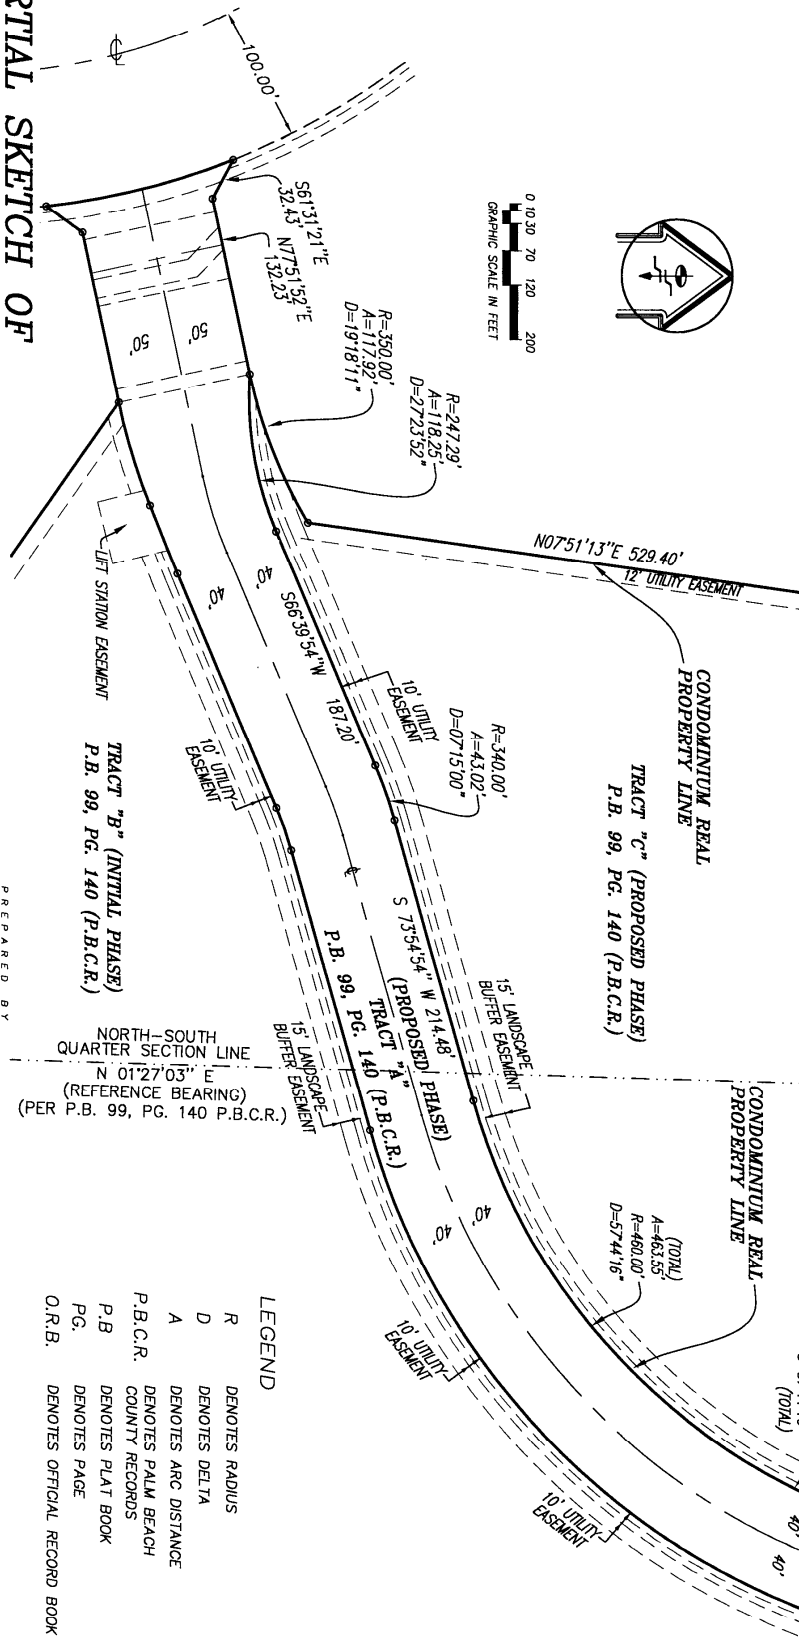 RTIAL SKETCH OF
℄
100.00'
0 10 30 70 120 200
GRAPHIC SCALE IN FEET
S61°31'21"E
32.43'
N77°51'52"E
132.23'
R=350.00'
A=117.92'
D=19°18'11"
R=247.29'
A=118.25'
D=27°23'52"
50'
50'
N07°51'13"E 529.40'
12' UTILITY EASEMENT
CONDOMINIUM REAL
PROPERTY LINE
TRACT "C" (PROPOSED PHASE)
P.B. 99, PG. 140 (P.B.C.R.)
LIFT STATION EASEMENT
40'
40'
S66°39'54"W
187.20'
10' UTILITY
EASEMENT
R=340.00'
A=43.02'
D=07°15'00"
10' UTILITY
EASEMENT
TRACT "B" (INITIAL PHASE)
P.B. 99, PG. 140 (P.B.C.R.)
PREPARED BY
℄
S 73°54'54" W 214.48'
(PROPOSED PHASE)
TRACT "A"
P.B. 99, PG. 140 (P.B.C.R.)
15' LANDSCAPE
BUFFER EASEMENT
15' LANDSCAPE
BUFFER EASEMENT
NORTH-SOUTH
QUARTER SECTION LINE
N 01°27'03" E
(REFERENCE BEARING)
(PER P.B. 99, PG. 140 P.B.C.R.)
CONDOMINIUM REAL
PROPERTY LINE
(TOTAL)
A=463.55'
R=460.00'
D=57°44'16"
40'
40'
10' UTILITY
EASEMENT
10' UTILITY
EASEMENT
(TOTAL)
40'
40'
LEGEND
R DENOTES RADIUS
D DENOTES DELTA
A DENOTES ARC DISTANCE
P.B.C.R. DENOTES PALM BEACH
COUNTY RECORDS
P.B DENOTES PLAT BOOK
PG. DENOTES PAGE
O.R.B. DENOTES OFFICIAL RECORD BOOK